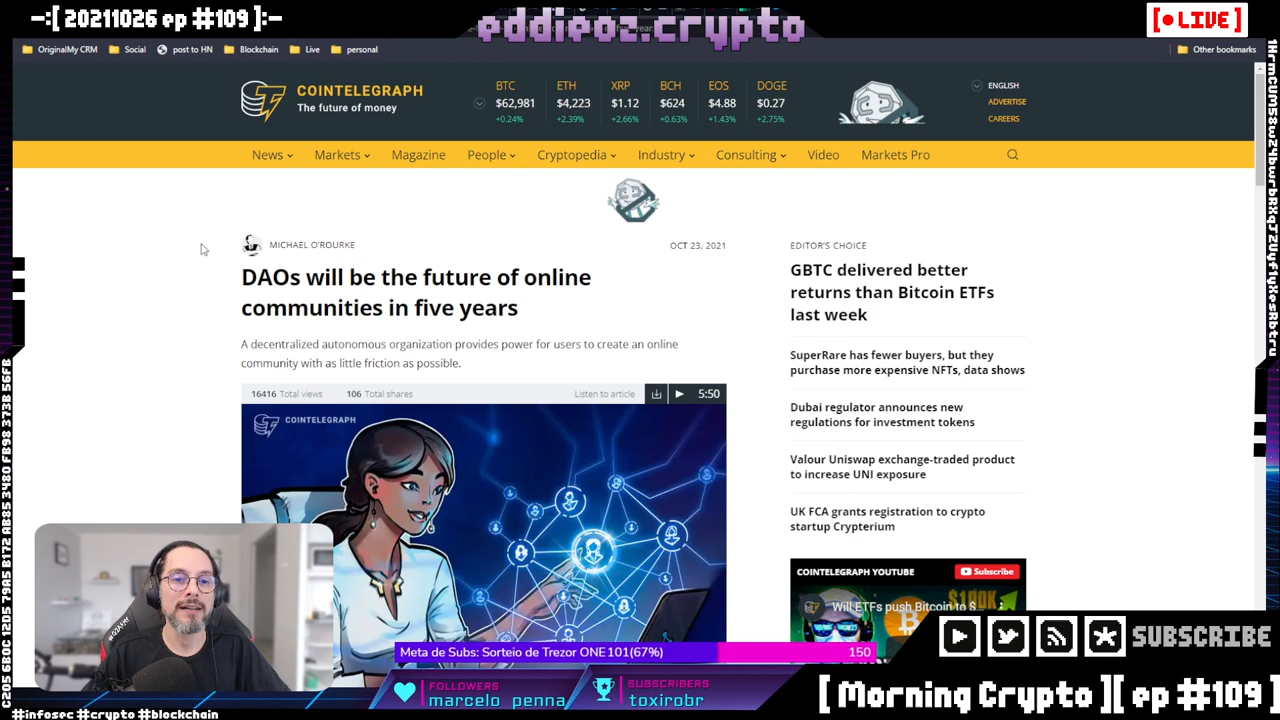 -:[ 20211026 ep #109 ]:-
eddieoz.crypto
[● LIVE ]
OriginalMy CRM
Social
post to HN
Blockchain
Live
personal
Other bookmarks
COINTELEGRAPH
The future of money
BTC ETH XRP BCH EOS DOGE
$62,981 $4,223 $1.12 $624 $4.88 $0.27
+0.24% +2.39% +2.66% +0.63% +1.43% +2.75%
ENGLISH
ADVERTISE
CAREERS
News Markets Magazine People Cryptopedia Industry Consulting Video Markets Pro
MICHAEL O'ROURKE
OCT 23, 2021
DAOs will be the future of online
communities in five years
A decentralized autonomous organization provides power for users to create an online
community with as little friction as possible.
16416 Total views 106 Total shares Listen to article 5:50
COINTELEGRAPH
EDITOR'S CHOICE
GBTC delivered better
returns than Bitcoin ETFs
last week
SuperRare has fewer buyers, but they
purchase more expensive NFTs, data shows
Dubai regulator announces new
regulations for investment tokens
Valour Uniswap exchange-traded product
to increase UNI exposure
UK FCA grants registration to crypto
startup Crypterium
COINTELEGRAPH YOUTUBE
Subscribe
Will ETFs push Bitcoin to $...
$100K
Meta de Subs: Sorteio de Trezor ONE 101(67%) 150
FOLLOWERS
marcelo penna
SUBSCRIBERS
toxirobr
SUBSCRIBE
[ Morning Crypto ][ ep #109 ]
#infosec #crypto #blockchain